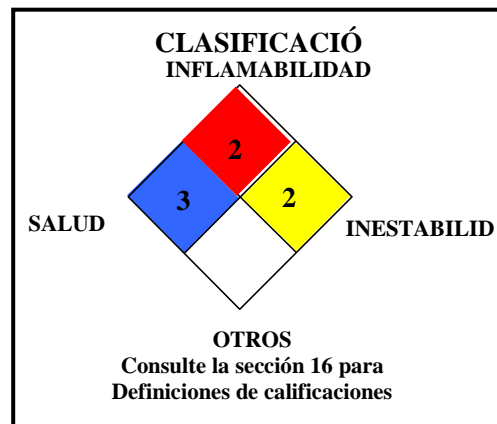 CLASIFICACIÓ
INFLAMABILIDAD
2
3
2
SALUD
INESTABILID
OTROS
Consulte la sección 16 para
Definiciones de calificaciones